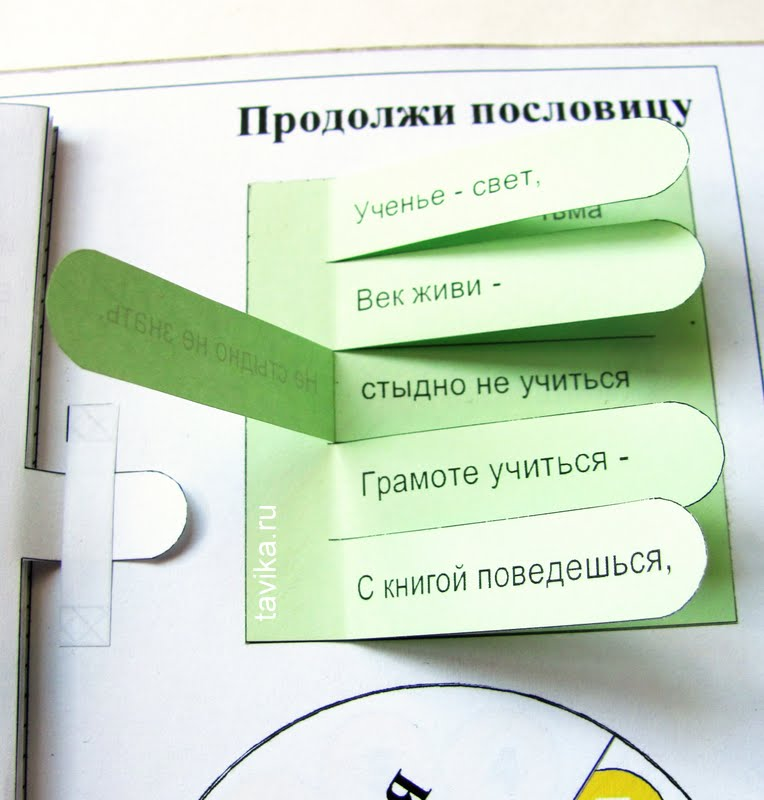 Продолжи пословицу
Ученье - свет,
тьма
Век живи -
Не стыдно не знать,
стыдно не учиться
Грамоте учиться -
С книгой поведешься,
tavika.ru
я